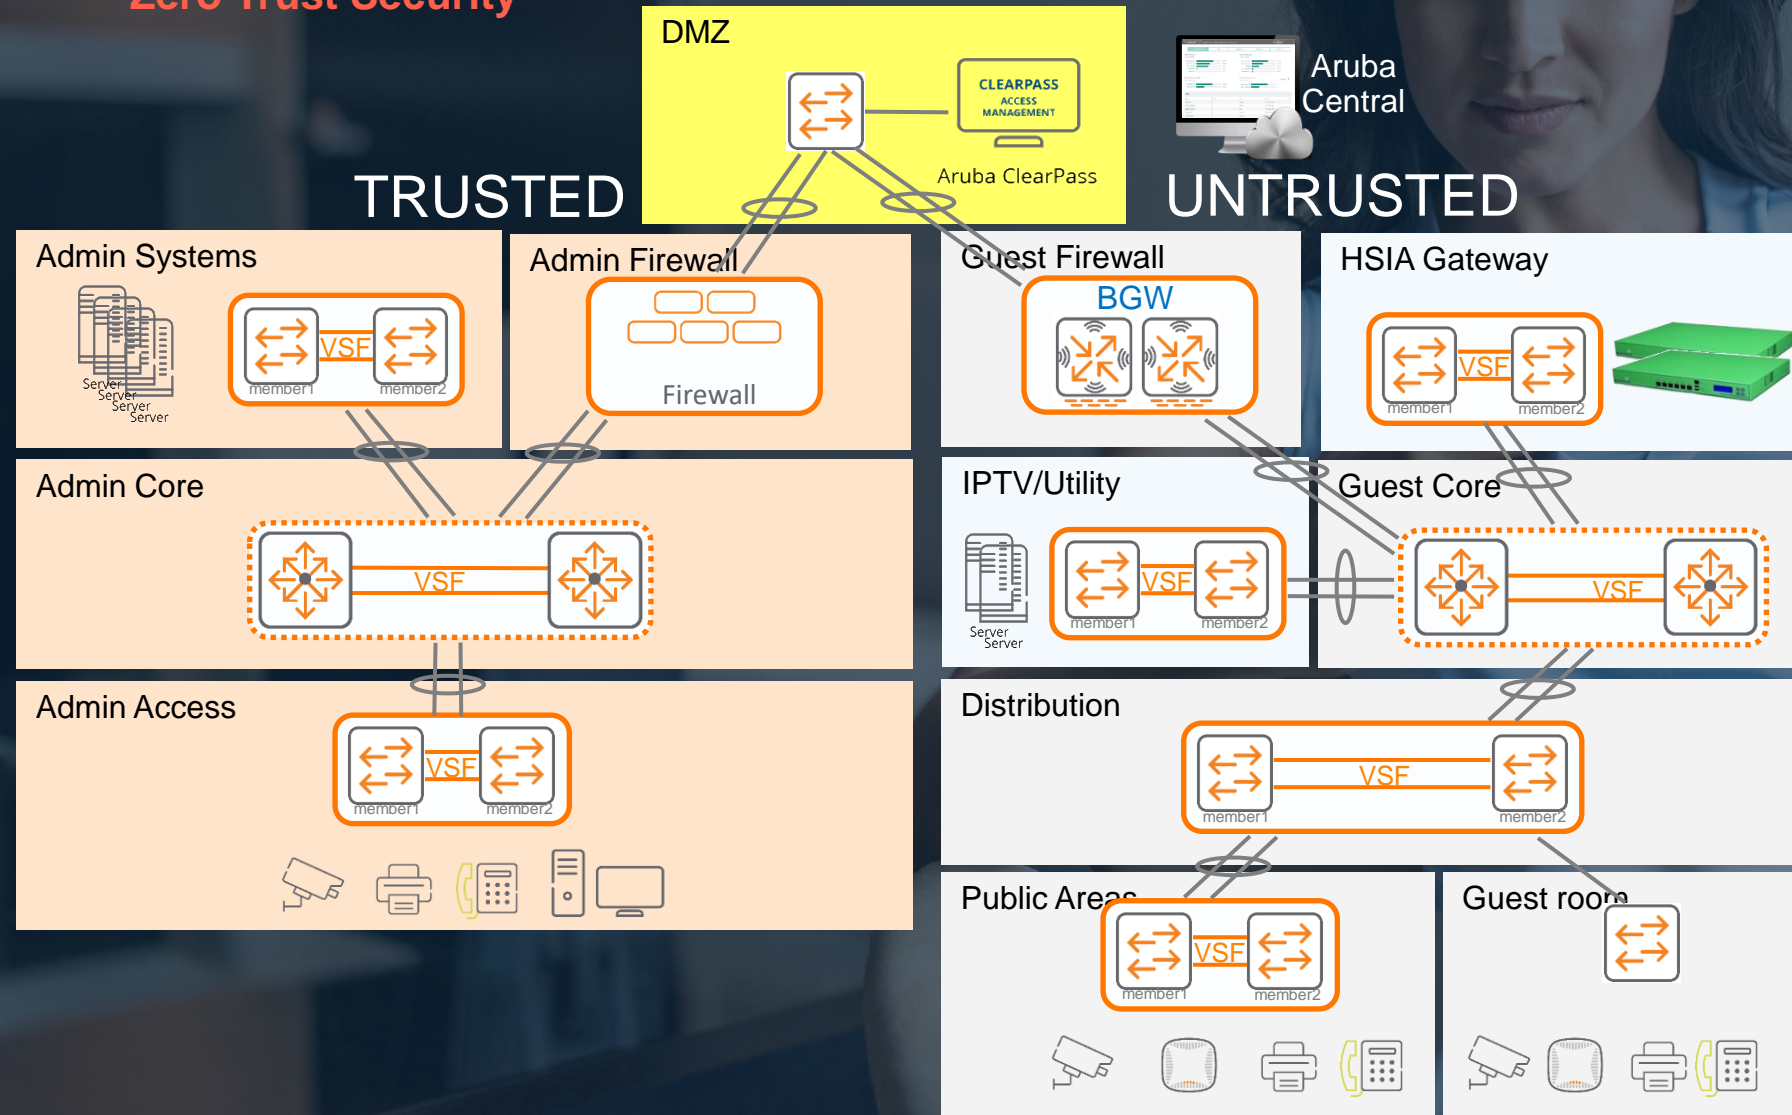 Zero Trust Security
DMZ
CLEARPASS
ACCESS
MANAGEMENT
Aruba ClearPass
Aruba
Central
TRUSTED
UNTRUSTED
Admin Systems
Server
Server
Server
Server
VSF
member1
member2
Admin Firewall
Firewall
Guest Firewall
BGW
HSIA Gateway
VSF
member1
member2
Admin Core
VSF
IPTV/Utility
Server
Server
VSF
member1
member2
Guest Core
VSF
Admin Access
VSF
member1
member2
Distribution
VSF
member1
member2
Public Areas
VSF
member1
member2
Guest room